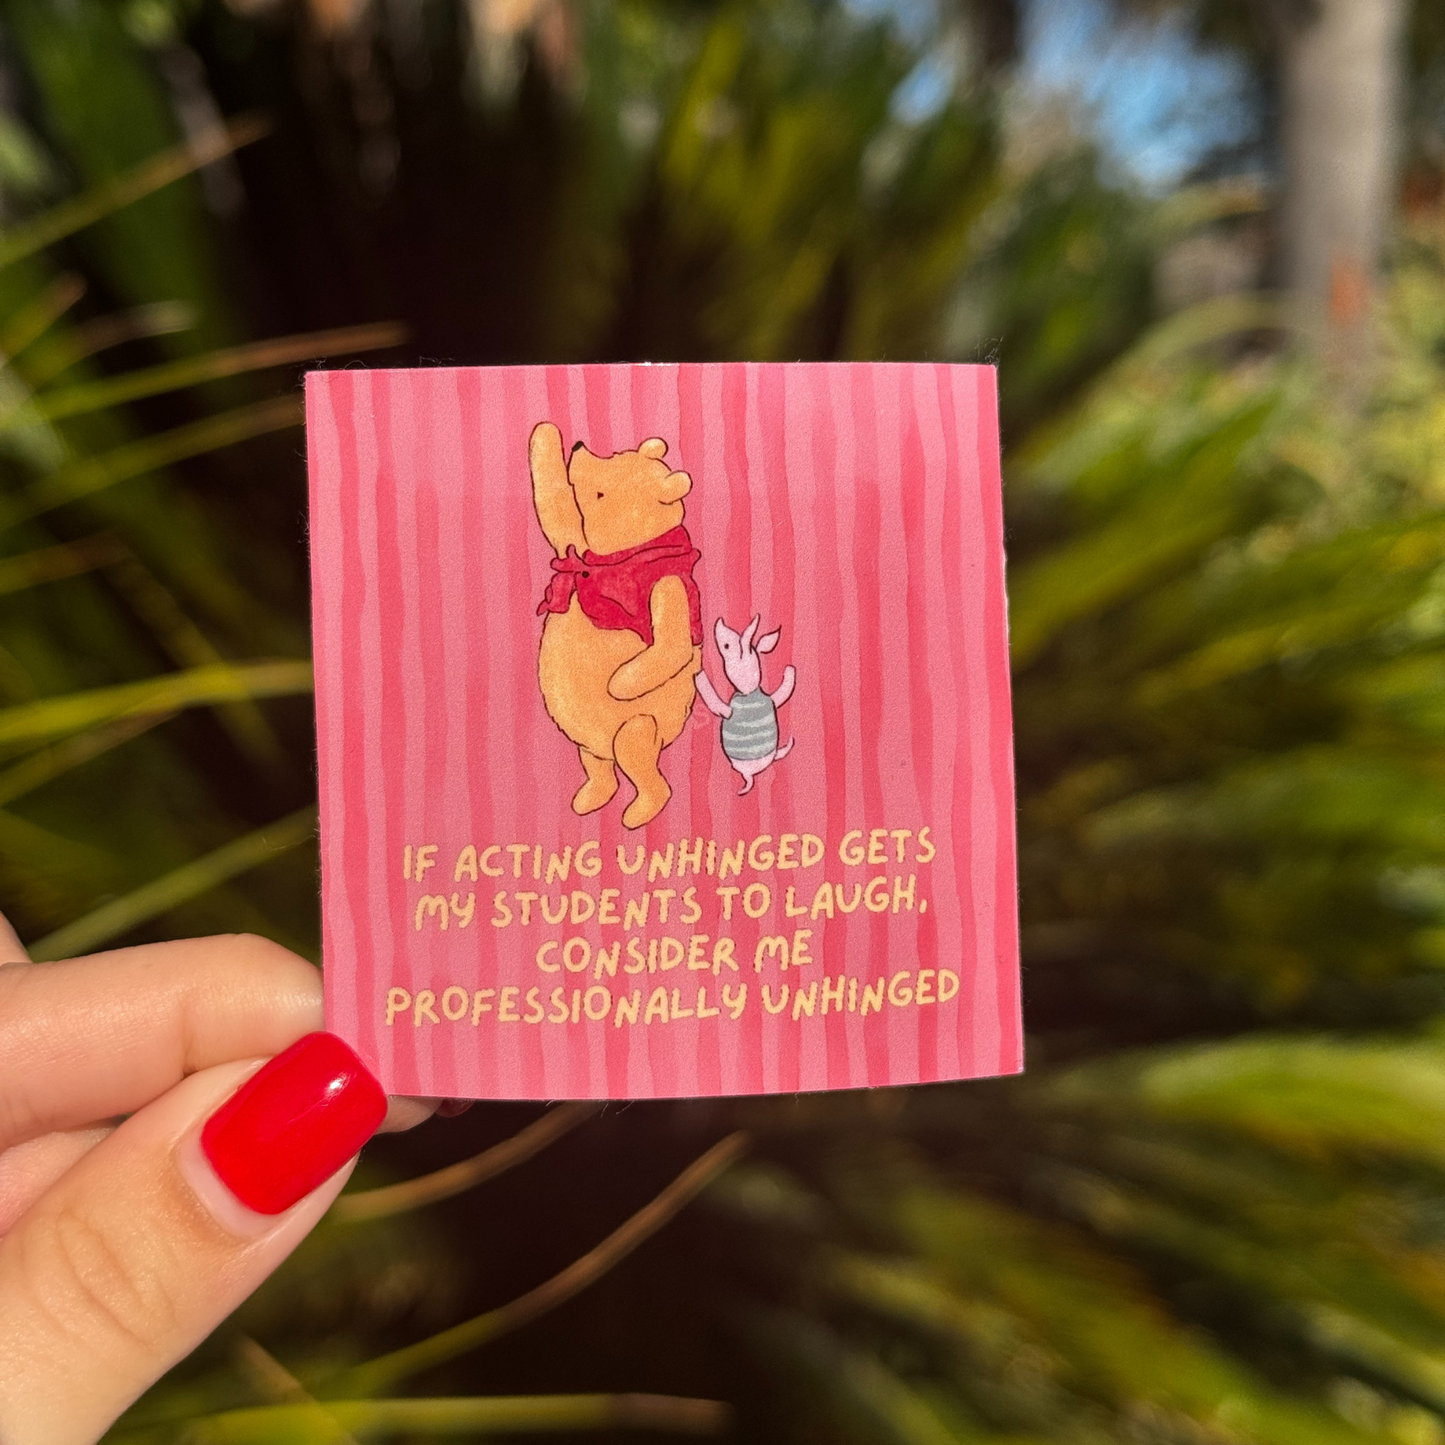 IF ACTING UNHINGED GETS
MY STUDENTS TO LAUGH,
CONSIDER ME
PROFESSIONALLY UNHINGED